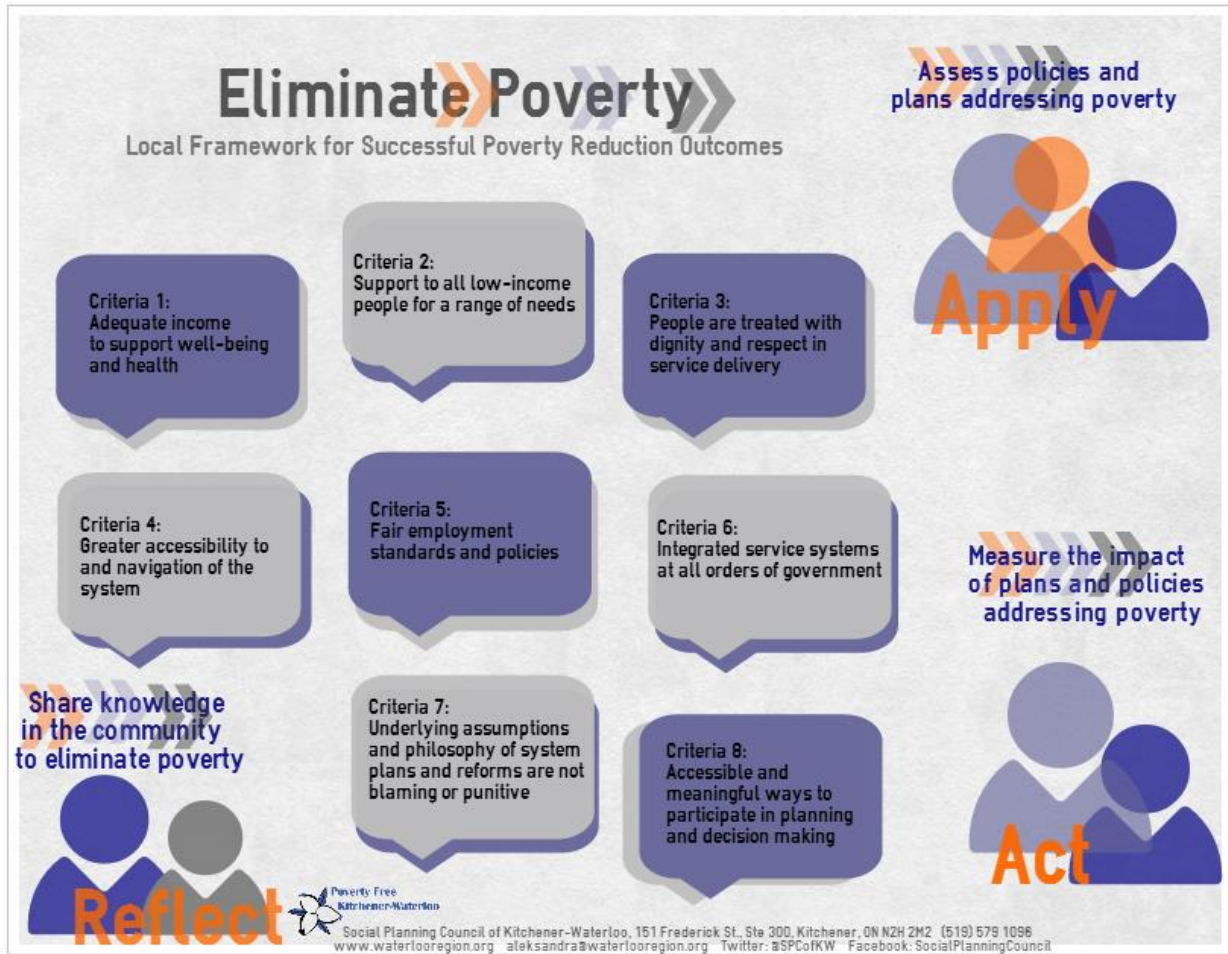 Eliminate Poverty
Local Framework for Successful Poverty Reduction Outcomes
Assess policies and
plans addressing poverty
Apply
Criteria 1:
Adequate income
to support well-being
and health
Criteria 2:
Support to all low-income
people for a range of needs
Criteria 3:
People are treated with
dignity and respect in
service delivery
Criteria 4:
Greater accessibility to
and navigation of the
system
Criteria 5:
Fair employment
standards and policies
Criteria 6:
Integrated service systems
at all orders of government
Measure the impact
of plans and policies
addressing poverty
Act
Share knowledge
in the community
to eliminate poverty
Reflect
Criteria 7:
Underlying assumptions
and philosophy of system
plans and reforms are not
blaming or punitive
Criteria 8:
Accessible and
meaningful ways to
participate in planning
and decision making
Poverty Free
Kitchener-Waterloo
Social Planning Council of Kitchener-Waterloo, 151 Frederick St., Ste 300, Kitchener, ON N2H 2M2 (519) 579 1096
www.waterlooregion.org aleksandra@waterlooregion.org Twitter: @SPCofKW Facebook: SocialPlanningCouncil